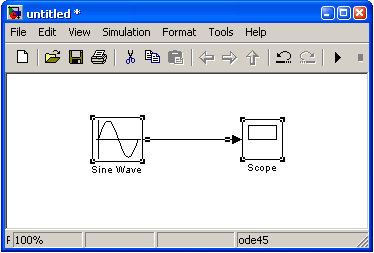 untitled *
File Edit View Simulation Format Tools Help
Sine Wave
Scope
F 100% ode45